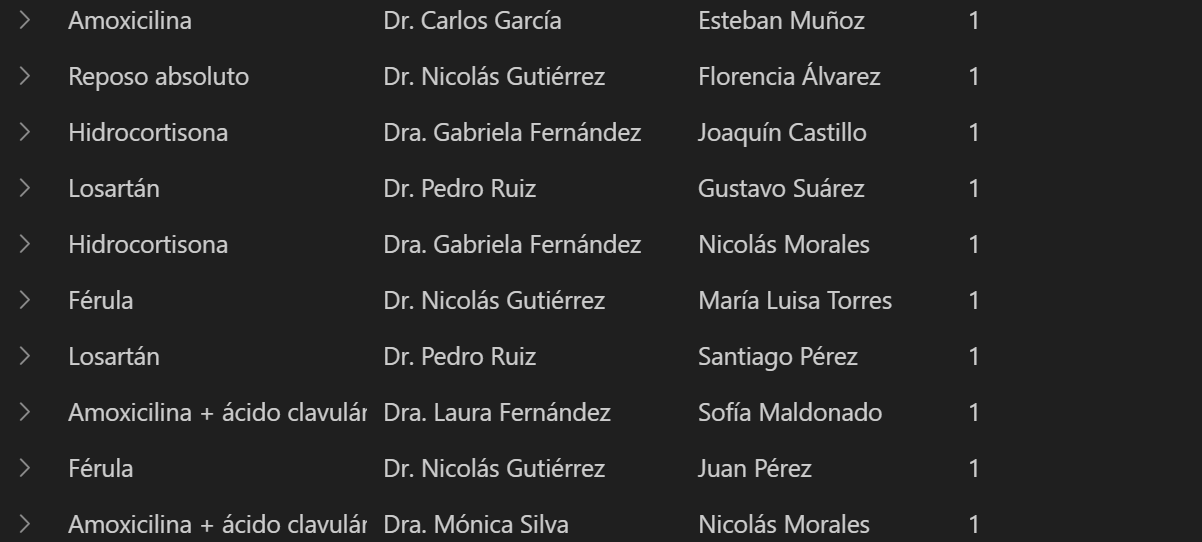 Amoxicilina Dr. Carlos García Esteban Muñoz 1
Reposo absoluto Dr. Nicolás Gutiérrez Florencia Álvarez 1
Hidrocortisona Dra. Gabriela Fernández Joaquín Castillo 1
Losartán Dr. Pedro Ruiz Gustavo Suárez 1
Hidrocortisona Dra. Gabriela Fernández Nicolás Morales 1
Férula Dr. Nicolás Gutiérrez María Luisa Torres 1
Losartán Dr. Pedro Ruiz Santiago Pérez 1
Amoxicilina + ácido clavulár Dra. Laura Fernández Sofía Maldonado 1
Férula Dr. Nicolás Gutiérrez Juan Pérez 1
Amoxicilina + ácido clavulár Dra. Mónica Silva Nicolás Morales 1